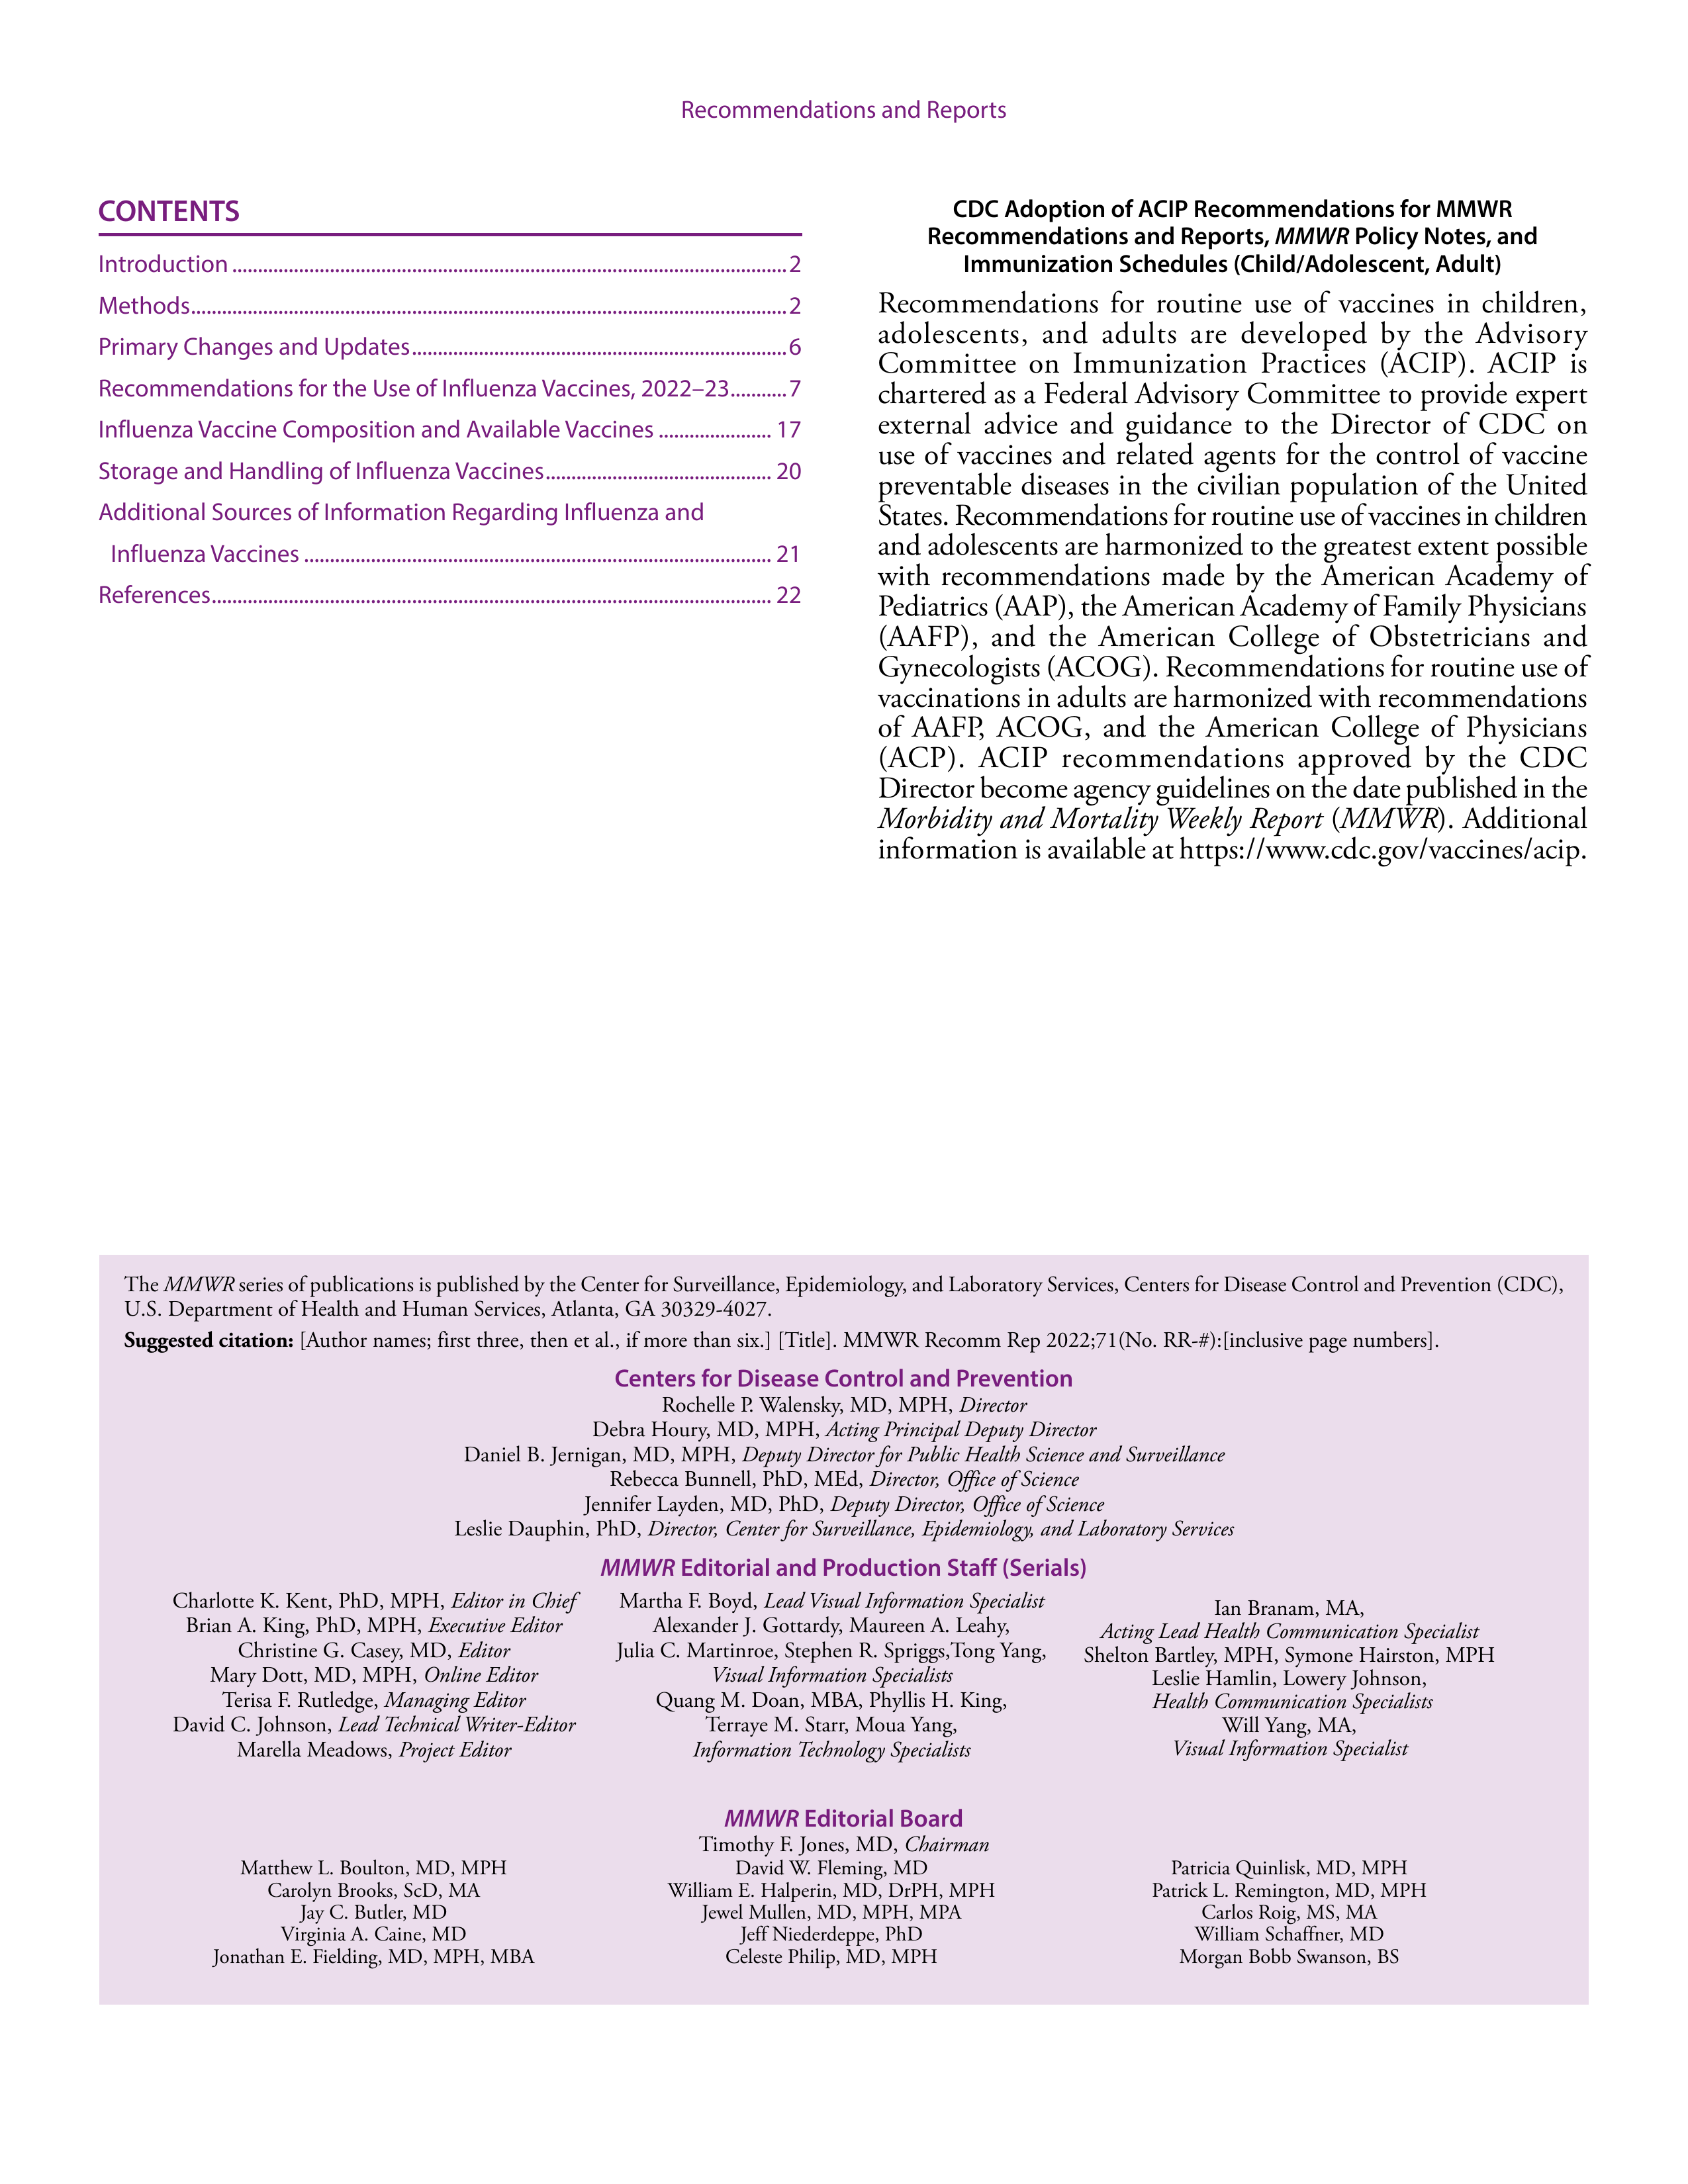 Recommendations and Reports
CONTENTS
Introduction ............................................................................................................2
Methods....................................................................................................................2
Primary Changes and Updates.........................................................................6
Recommendations for the Use of Influenza Vaccines, 2022–23...........7
Influenza Vaccine Composition and Available Vaccines ...................... 17
Storage and Handling of Influenza Vaccines............................................ 20
Additional Sources of Information Regarding Influenza and
Influenza Vaccines ........................................................................................... 21
References............................................................................................................. 22
CDC Adoption of ACIP Recommendations for MMWR
Recommendations and Reports, MMWR Policy Notes, and
Immunization Schedules (Child/Adolescent, Adult)
Recommendations for routine use of vaccines in children,
adolescents, and adults are developed by the Advisory
Committee on Immunization Practices (ACIP). ACIP is
chartered as a Federal Advisory Committee to provide expert
external advice and guidance to the Director of CDC on
use of vaccines and related agents for the control of vaccine
preventable diseases in the civilian population of the United
States. Recommendations for routine use of vaccines in children
and adolescents are harmonized to the greatest extent possible
with recommendations made by the American Academy of
Pediatrics (AAP), the American Academy of Family Physicians
(AAFP), and the American College of Obstetricians and
Gynecologists (ACOG). Recommendations for routine use of
vaccinations in adults are harmonized with recommendations
of AAFP, ACOG, and the American College of Physicians
(ACP). ACIP recommendations approved by the CDC
Director become agency guidelines on the date published in the
Morbidity and Mortality Weekly Report (MMWR). Additional
information is available at https://www.cdc.gov/vaccines/acip.
The MMWR series of publications is published by the Center for Surveillance, Epidemiology, and Laboratory Services, Centers for Disease Control and Prevention (CDC),
U.S. Department of Health and Human Services, Atlanta, GA 30329-4027.
Suggested citation: [Author names; first three, then et al., if more than six.] [Title]. MMWR Recomm Rep 2022;71(No. RR-#):[inclusive page numbers].
Centers for Disease Control and Prevention
Rochelle P. Walensky, MD, MPH, Director
Debra Houry, MD, MPH, Acting Principal Deputy Director
Daniel B. Jernigan, MD, MPH, Deputy Director for Public Health Science and Surveillance
Rebecca Bunnell, PhD, MEd, Director, Office of Science
Jennifer Layden, MD, PhD, Deputy Director, Office of Science
Leslie Dauphin, PhD, Director, Center for Surveillance, Epidemiology, and Laboratory Services
MMWR Editorial and Production Staff (Serials)
Charlotte K. Kent, PhD, MPH, Editor in Chief
Brian A. King, PhD, MPH, Executive Editor
Christine G. Casey, MD, Editor
Mary Dott, MD, MPH, Online Editor
Terisa F. Rutledge, Managing Editor
David C. Johnson, Lead Technical Writer-Editor
Marella Meadows, Project Editor
Martha F. Boyd, Lead Visual Information Specialist
Alexander J. Gottardy, Maureen A. Leahy,
Julia C. Martinroe, Stephen R. Spriggs,Tong Yang,
Visual Information Specialists
Quang M. Doan, MBA, Phyllis H. King,
Terraye M. Starr, Moua Yang,
Information Technology Specialists
Ian Branam, MA,
Acting Lead Health Communication Specialist
Shelton Bartley, MPH, Symone Hairston, MPH
Leslie Hamlin, Lowery Johnson,
Health Communication Specialists
Will Yang, MA,
Visual Information Specialist
MMWR Editorial Board
Timothy F. Jones, MD, Chairman
Matthew L. Boulton, MD, MPH
Carolyn Brooks, ScD, MA
Jay C. Butler, MD
Virginia A. Caine, MD
Jonathan E. Fielding, MD, MPH, MBA
David W. Fleming, MD
William E. Halperin, MD, DrPH, MPH
Jewel Mullen, MD, MPH, MPA
Jeff Niederdeppe, PhD
Celeste Philip, MD, MPH
Patricia Quinlisk, MD, MPH
Patrick L. Remington, MD, MPH
Carlos Roig, MS, MA
William Schaffner, MD
Morgan Bobb Swanson, BS